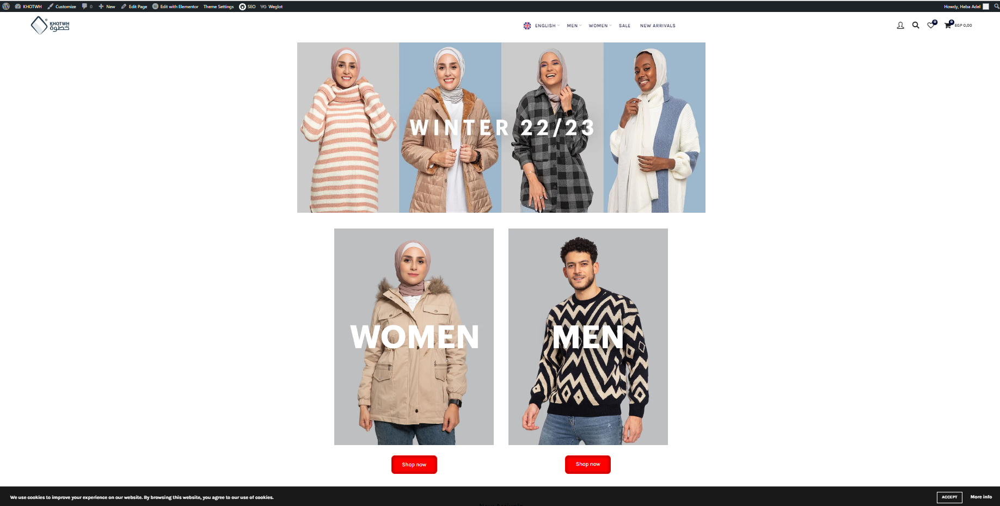 KHOTWH Customize 0 New Edit Page Edit with Elementor Theme Settings SEO Weglot Howdy, Heba Adel
KHOTWH
خطوة
ENGLISH MEN WOMEN SALE NEW ARRIVALS 0 0 EGP 0,00
WINTER 22/23
WOMEN MEN
Shop now Shop now
We use cookies to improve your experience on our website. By browsing this website, you agree to our use of cookies. ACCEPT More info
New Arrivals